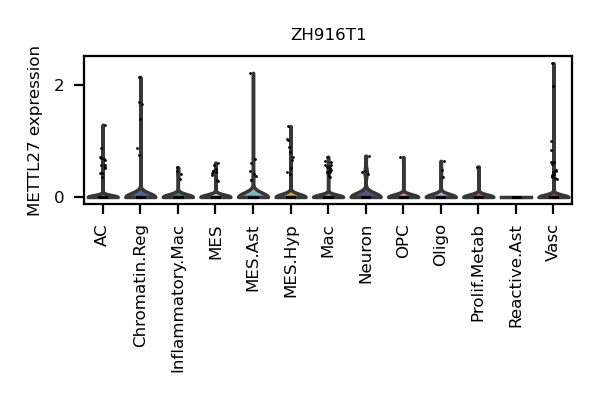 ZH916T1
METTL27 expression
2
0
AC
Chromatin.Reg
Inflammatory.Mac
MES
MES.Ast
MES.Hyp
Mac
Neuron
OPC
Oligo
Prolif.Metab
Reactive.Ast
Vasc